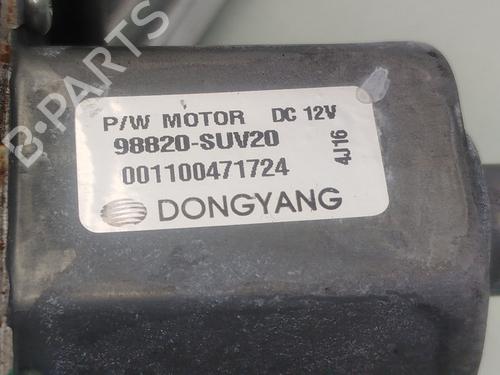 P/W MOTOR DC 12V
98820-SUV20
001100471724
4J16
DONGYANG
B-PARTS